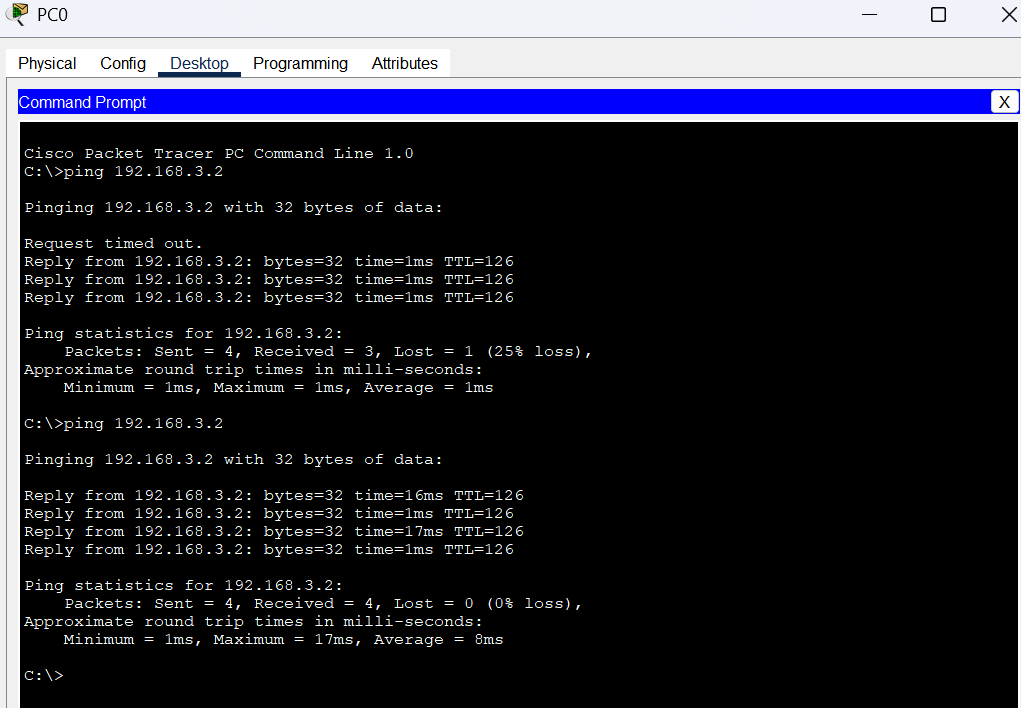 PC0
Physical Config Desktop Programming Attributes
Command Prompt
X
Cisco Packet Tracer PC Command Line 1.0
C:\>ping 192.168.3.2
Pinging 192.168.3.2 with 32 bytes of data:
Request timed out.
Reply from 192.168.3.2: bytes=32 time=1ms TTL=126
Reply from 192.168.3.2: bytes=32 time=1ms TTL=126
Reply from 192.168.3.2: bytes=32 time=1ms TTL=126
Ping statistics for 192.168.3.2:
    Packets: Sent = 4, Received = 3, Lost = 1 (25% loss),
Approximate round trip times in milli-seconds:
    Minimum = 1ms, Maximum = 1ms, Average = 1ms
C:\>ping 192.168.3.2
Pinging 192.168.3.2 with 32 bytes of data:
Reply from 192.168.3.2: bytes=32 time=16ms TTL=126
Reply from 192.168.3.2: bytes=32 time=1ms TTL=126
Reply from 192.168.3.2: bytes=32 time=17ms TTL=126
Reply from 192.168.3.2: bytes=32 time=1ms TTL=126
Ping statistics for 192.168.3.2:
    Packets: Sent = 4, Received = 4, Lost = 0 (0% loss),
Approximate round trip times in milli-seconds:
    Minimum = 1ms, Maximum = 17ms, Average = 8ms
C:\>